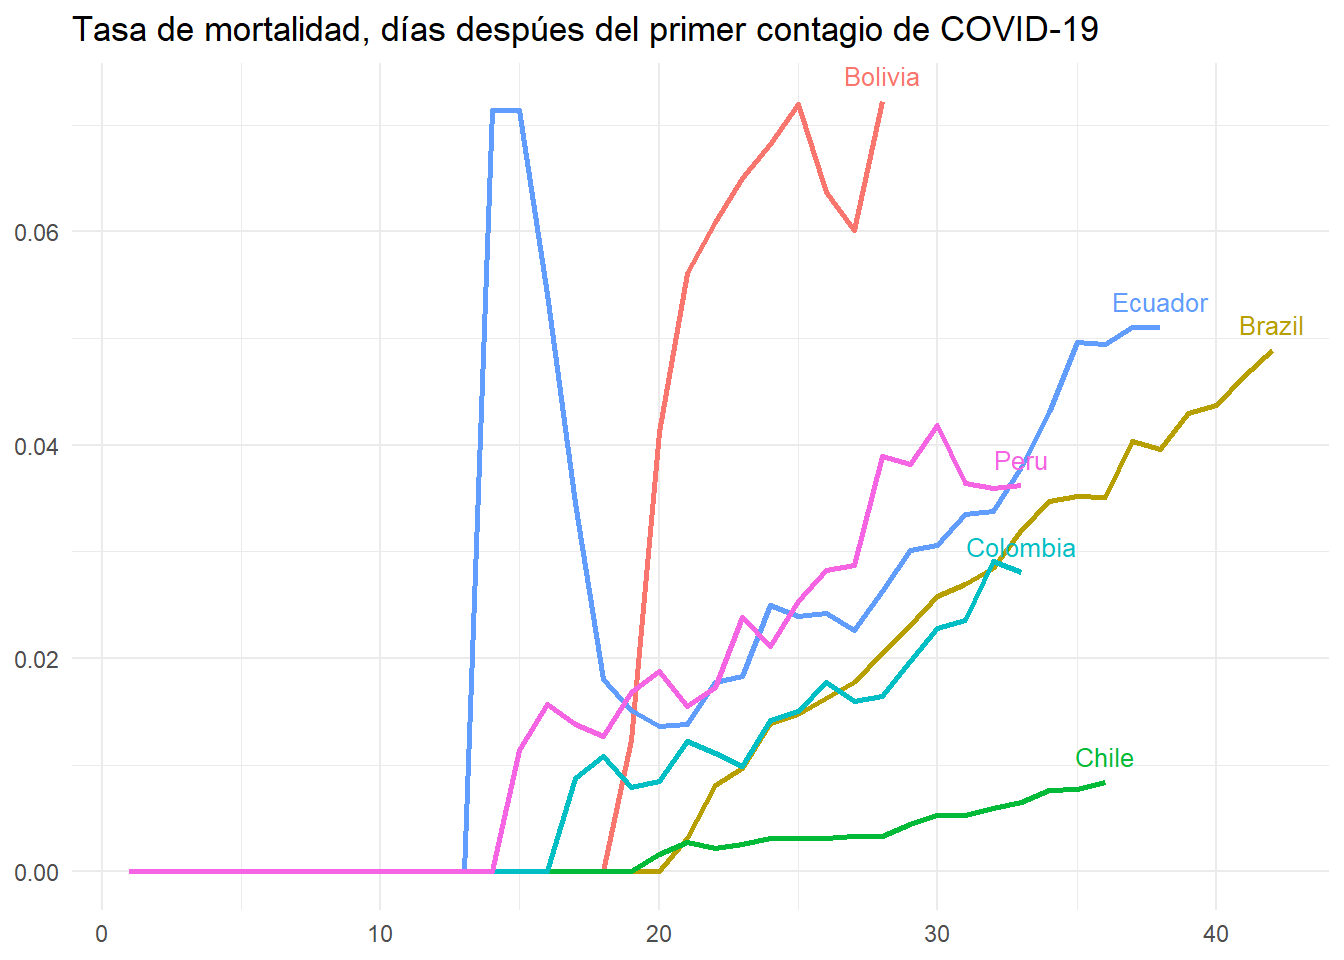 Tasa de mortalidad, días despúes del primer contagio de COVID-19
Bolivia
0.06
Ecuador
Brazil
0.04
Peru
Colombia
0.02
Chile
0.00
0 10 20 30 40